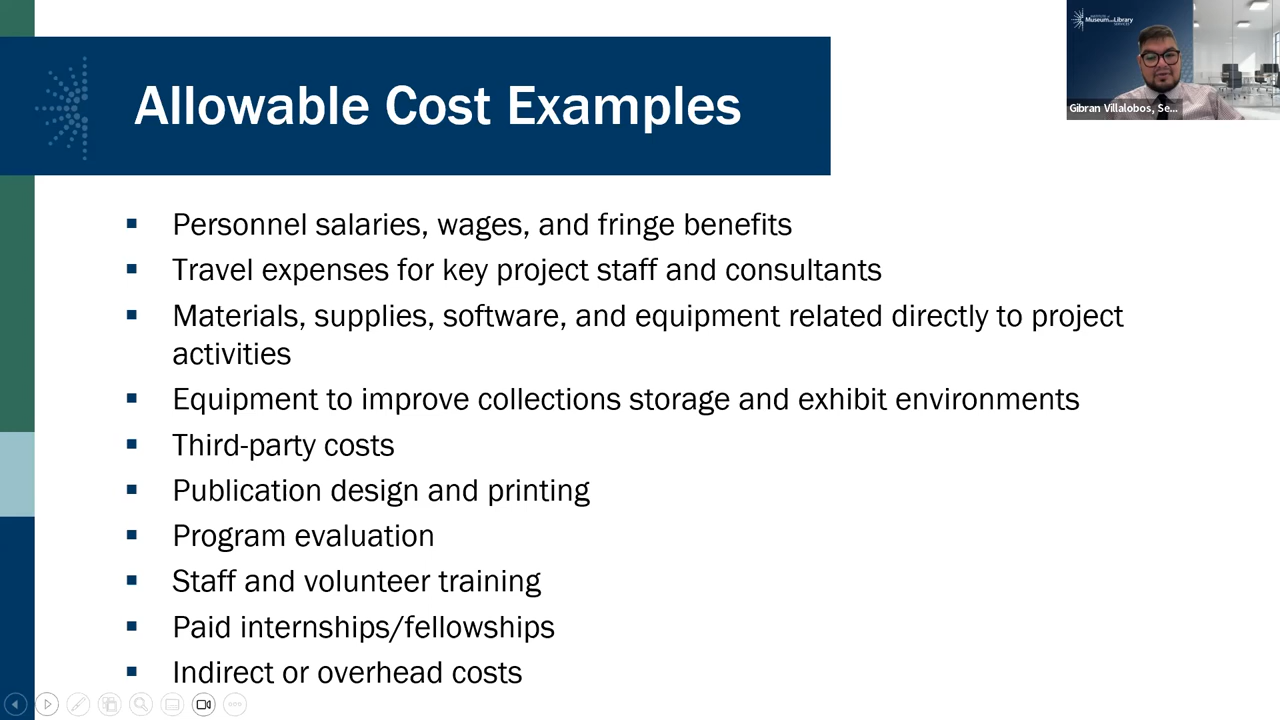 Allowable Cost Examples
▪ Personnel salaries, wages, and fringe benefits
▪ Travel expenses for key project staff and consultants
▪ Materials, supplies, software, and equipment related directly to project
activities
▪ Equipment to improve collections storage and exhibit environments
▪ Third-party costs
▪ Publication design and printing
▪ Program evaluation
▪ Staff and volunteer training
▪ Paid internships/fellowships
▪ Indirect or overhead costs
Museum and Library
Gibran Villalobos, Se...